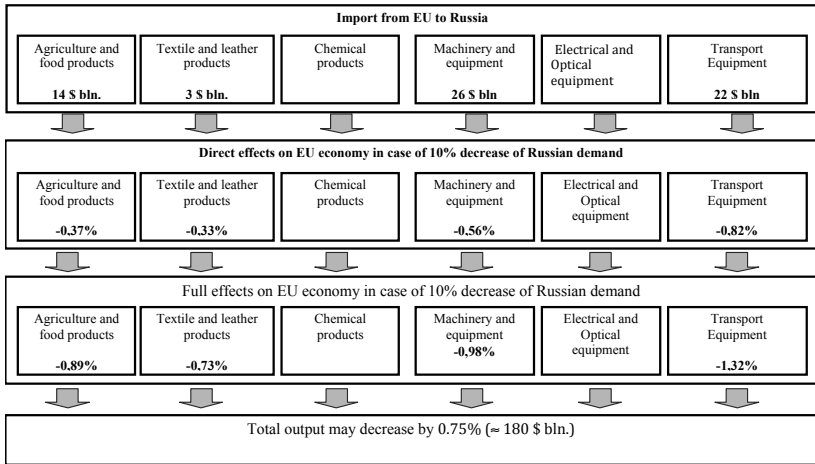 Import from EU to Russia
Agriculture and
food products
14 $ bln.
Textile and leather
products
3 $ bln.
Chemical
products
Machinery and
equipment
26 $ bln
Electrical and
Optical
equipment
Transport
Equipment
22 $ bln
Direct effects on EU economy in case of 10% decrease of Russian demand
Agriculture and
food products
-0,37%
Textile and leather
products
-0,33%
Chemical
products
Machinery and
equipment
-0,56%
Electrical and
Optical
equipment
Transport
Equipment
-0,82%
Full effects on EU economy in case of 10% decrease of Russian demand
Agriculture and
food products
-0,89%
Textile and leather
products
-0,73%
Chemical
products
Machinery and
equipment
-0,98%
Electrical and
Optical
equipment
Transport
Equipment
-1,32%
Total output may decrease by 0.75% (≈ 180 $ bln.)